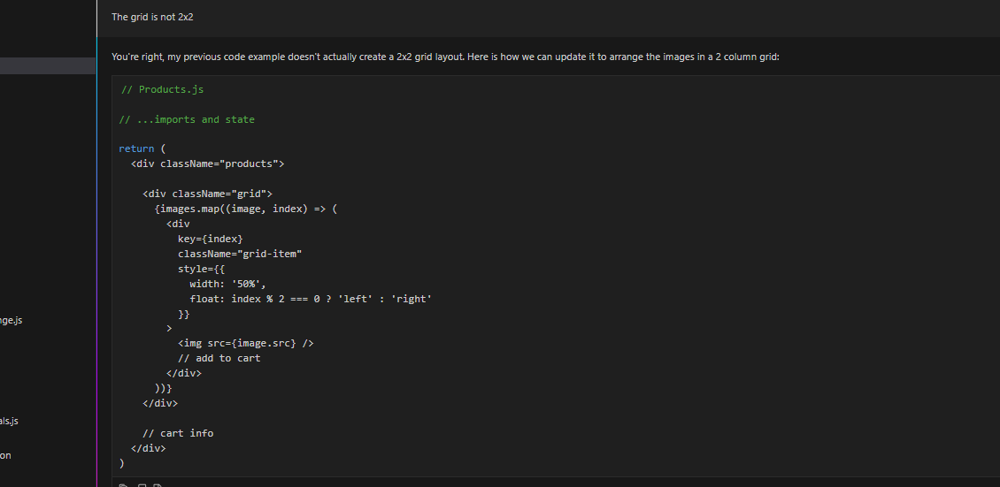 The grid is not 2x2
You're right, my previous code example doesn't actually create a 2x2 grid layout. Here is how we can update it to arrange the images in a 2 column grid:
// Products.js
// ...imports and state
return (
<div className="products">
<div className="grid">
{images.map((image, index) => (
<div
key={index}
className="grid-item"
style={{
width: '50%',
float: index % 2 === 0 ? 'left' : 'right'
}}
>
<img src={image.src} />
// add to cart
</div>
))}
</div>
// cart info
</div>
)
nge.js
als.js
on